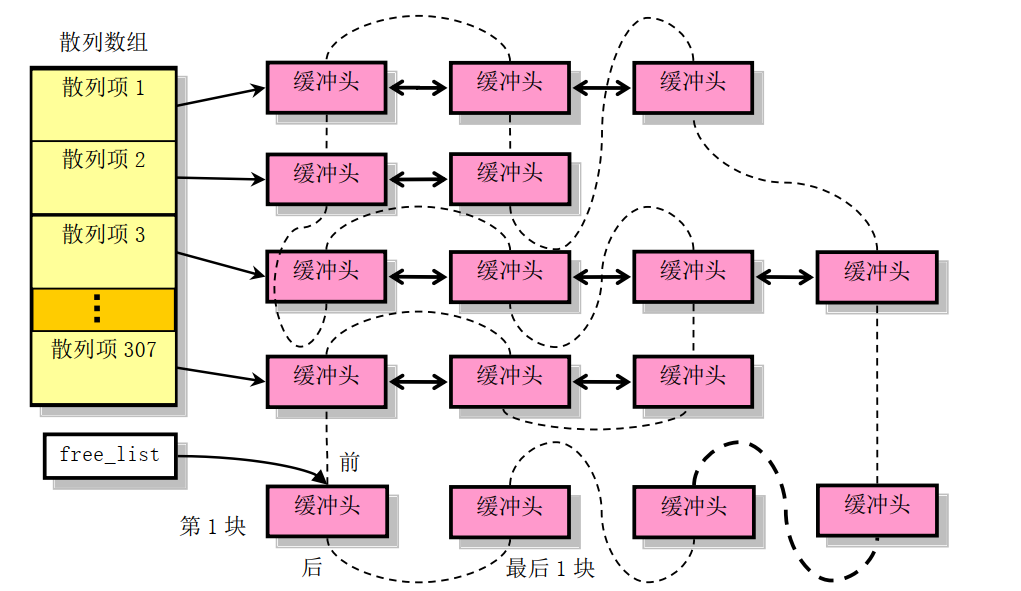 散列数组
散列项 1
缓冲头
缓冲头
缓冲头
散列项 2
缓冲头
缓冲头
散列项 3
缓冲头
缓冲头
缓冲头
缓冲头
⋮
散列项 307
缓冲头
缓冲头
缓冲头
free_list
前
缓冲头
缓冲头
缓冲头
缓冲头
第 1 块
后
最后 1 块